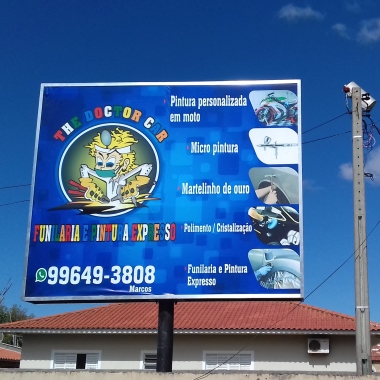 THE DOCTOR CAR
FUNILARIA E PINTURA EXPRESSO
99649-3808
Marcos
Pintura personalizada
em moto
Micro pintura
Martelinho de ouro
Polimento / Cristalização
Funilaria e Pintura
Expresso